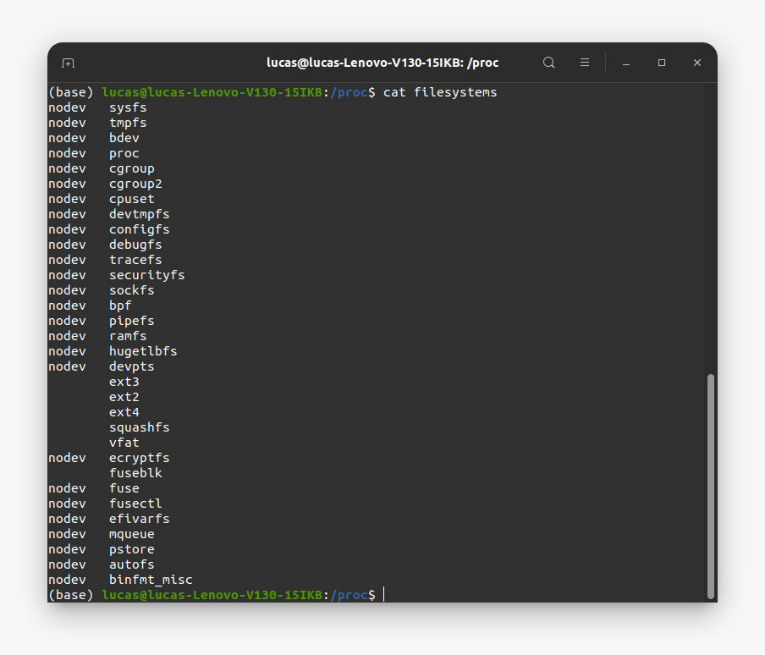 lucas@lucas-Lenovo-V130-15IKB: /proc
(base) lucas@lucas-Lenovo-V130-15IKB:/proc$ cat filesystems
nodev   sysfs
nodev   tmpfs
nodev   bdev
nodev   proc
nodev   cgroup
nodev   cgroup2
nodev   cpuset
nodev   devtmpfs
nodev   configfs
nodev   debugfs
nodev   tracefs
nodev   securityfs
nodev   sockfs
nodev   bpf
nodev   pipefs
nodev   ramfs
nodev   hugetlbfs
nodev   devpts
        ext3
        ext2
        ext4
        squashfs
        vfat
nodev   ecryptfs
        fuseblk
nodev   fuse
nodev   fusectl
nodev   efivarfs
nodev   mqueue
nodev   pstore
nodev   autofs
nodev   binfmt_misc
(base) lucas@lucas-Lenovo-V130-15IKB:/proc$